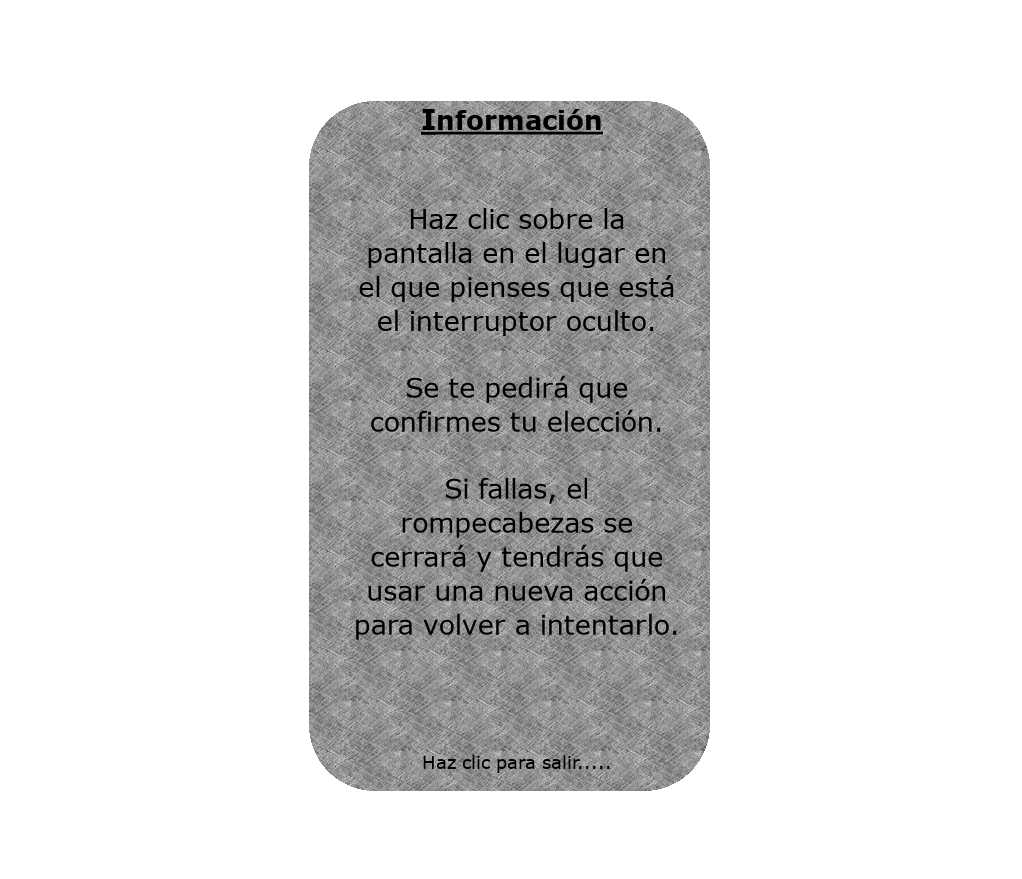 Información
Haz clic sobre la
pantalla en el lugar en
el que pienses que está
el interruptor oculto.
Se te pedirá que
confirmes tu elección.
Si fallas, el
rompecabezas se
cerrará y tendrás que
usar una nueva acción
para volver a intentarlo.
Haz clic para salir.....